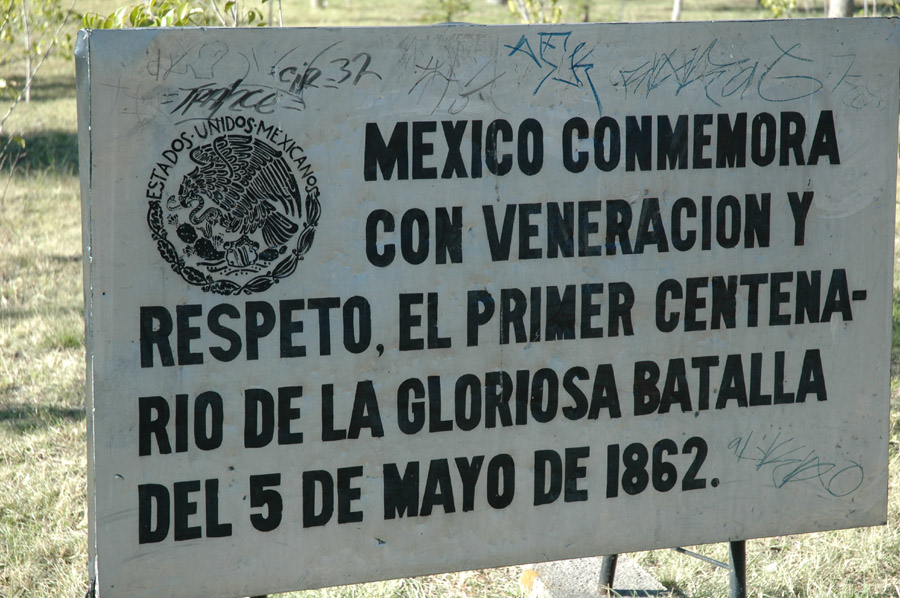 ESTADOS·UNIDOS·MEXICANOS
MEXICO CONMEMORA
CON VENERACION Y
RESPETO, EL PRIMER CENTENA-
RIO DE LA GLORIOSA BATALLA
DEL 5 DE MAYO DE 1862.